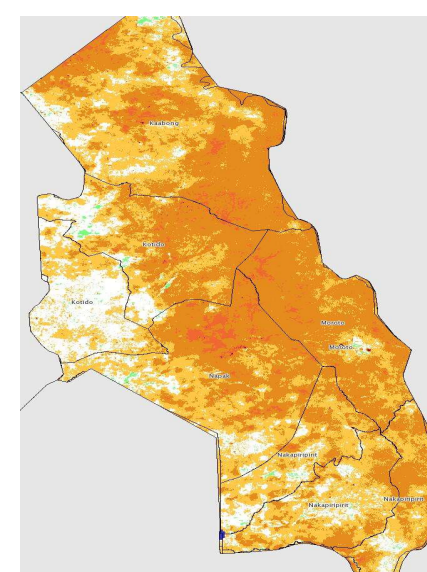 Kaabong
Kotido
Kotido
Moroto
Moroto
Napak
Nakapiripirit
Nakapiripirit
Nakapiripirit